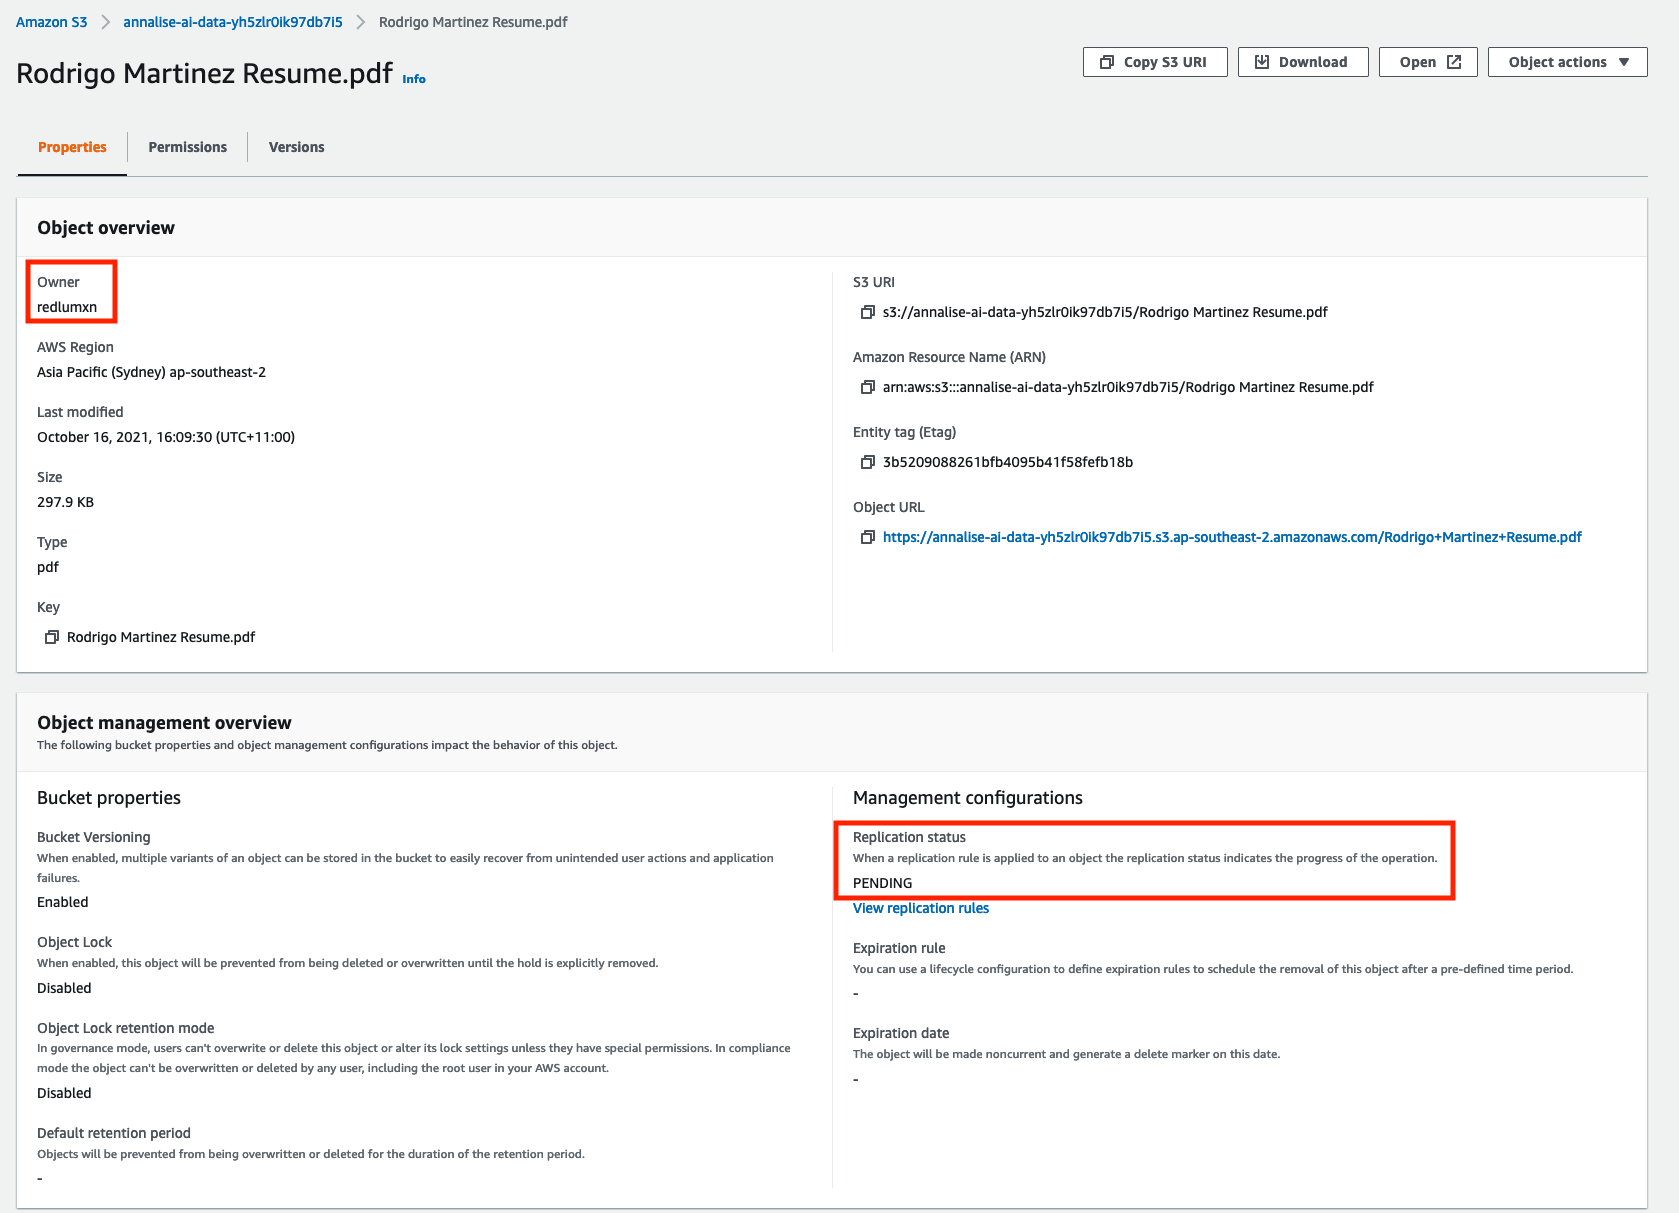 Amazon S3 > annalise-ai-data-yh5zlr0ik97db7i5 > Rodrigo Martinez Resume.pdf
Rodrigo Martinez Resume.pdf Info
Copy S3 URI Download Open Object actions
Properties Permissions Versions
Object overview
Owner
redlumxn
AWS Region
Asia Pacific (Sydney) ap-southeast-2
Last modified
October 16, 2021, 16:09:30 (UTC+11:00)
Size
297.9 KB
Type
pdf
Key
Rodrigo Martinez Resume.pdf
S3 URI
s3://annalise-ai-data-yh5zlr0ik97db7i5/Rodrigo Martinez Resume.pdf
Amazon Resource Name (ARN)
arn:aws:s3:::annalise-ai-data-yh5zlr0ik97db7i5/Rodrigo Martinez Resume.pdf
Entity tag (Etag)
3b5209088261bfb4095b41f58fefb18b
Object URL
https://annalise-ai-data-yh5zlr0ik97db7i5.s3.ap-southeast-2.amazonaws.com/Rodrigo+Martinez+Resume.pdf
Object management overview
The following bucket properties and object management configurations impact the behavior of this object.
Bucket properties
Bucket Versioning
When enabled, multiple variants of an object can be stored in the bucket to easily recover from unintended user actions and application
failures.
Enabled
Object Lock
When enabled, this object will be prevented from being deleted or overwritten until the hold is explicitly removed.
Disabled
Object Lock retention mode
In governance mode, users can't overwrite or delete this object or alter its lock settings unless they have special permissions. In compliance
mode the object can't be overwritten or deleted by any user, including the root user in your AWS account.
Disabled
Default retention period
Objects will be prevented from being overwritten or deleted for the duration of the retention period.
-
Management configurations
Replication status
When a replication rule is applied to an object the replication status indicates the progress of the operation.
PENDING
View replication rules
Expiration rule
You can use a lifecycle configuration to define expiration rules to schedule the removal of this object after a pre-defined time period.
-
Expiration date
The object will be made noncurrent and generate a delete marker on this date.
-